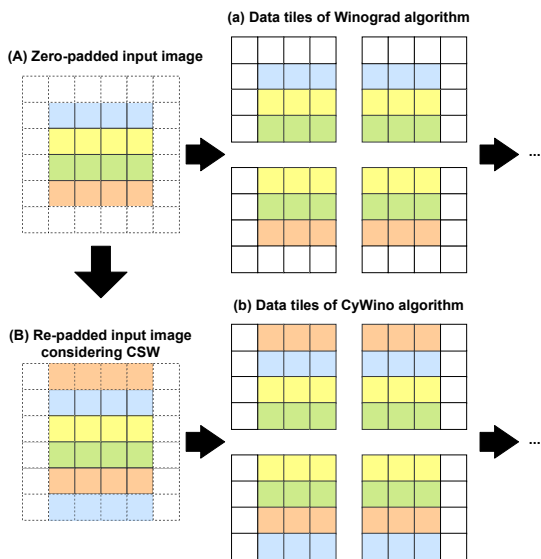 (a) Data tiles of Winograd algorithm
(A) Zero-padded input image
...
(B) Re-padded input image
considering CSW
(b) Data tiles of CyWino algorithm
...